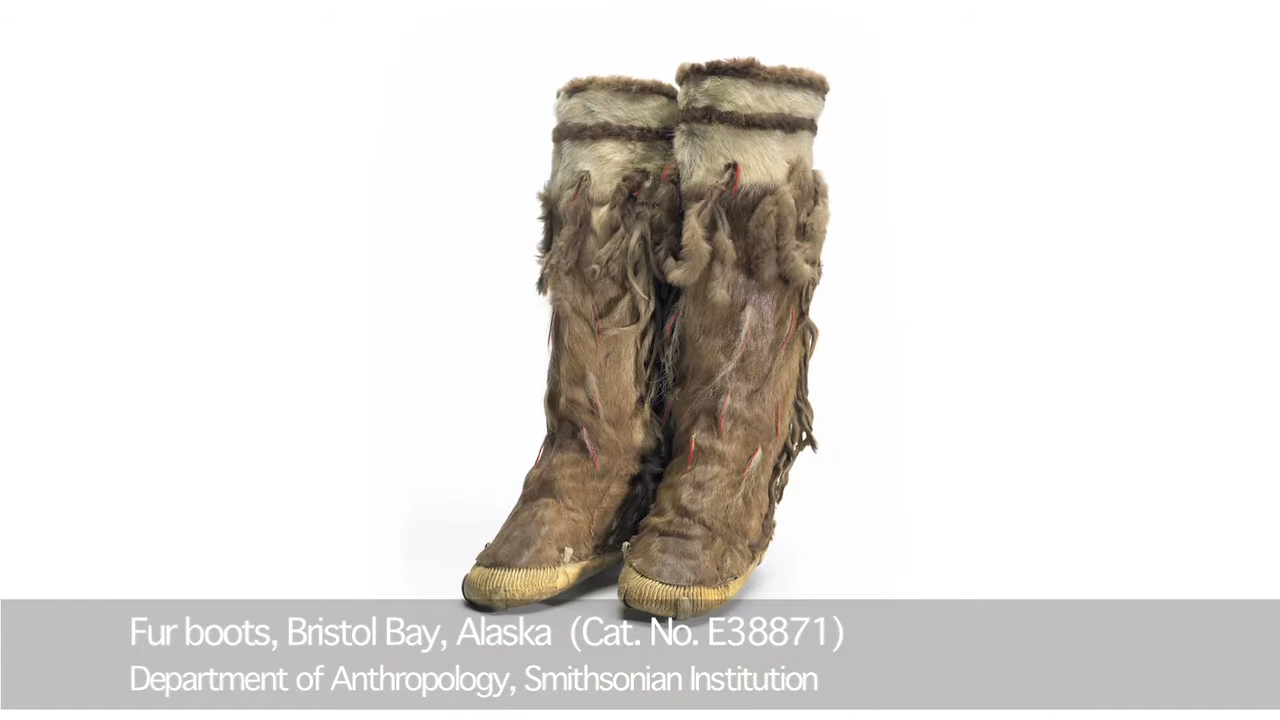 Fur boots, Bristol Bay, Alaska  (Cat. No. E38871)
Department of Anthropology, Smithsonian Institution